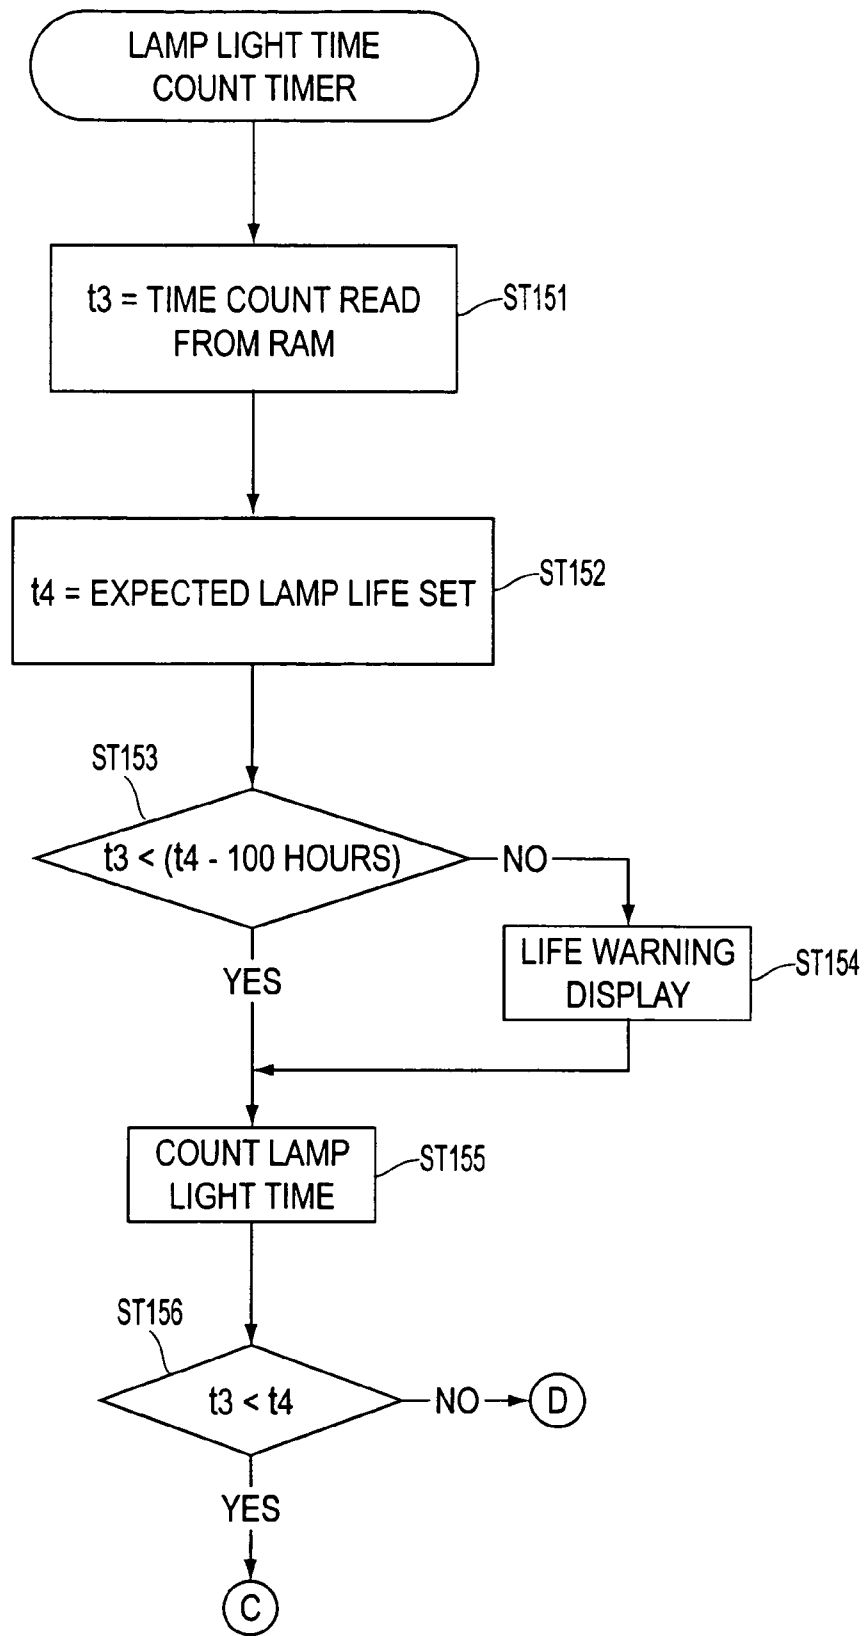 LAMP LIGHT TIME
COUNT TIMER
t3 = TIME COUNT READ
FROM RAM
ST151
t4 = EXPECTED LAMP LIFE SET
ST152
ST153
t3 < (t4 - 100 HOURS)
NO
YES
LIFE WARNING
DISPLAY
ST154
COUNT LAMP
LIGHT TIME
ST155
ST156
t3 < t4
NO
D
YES
C